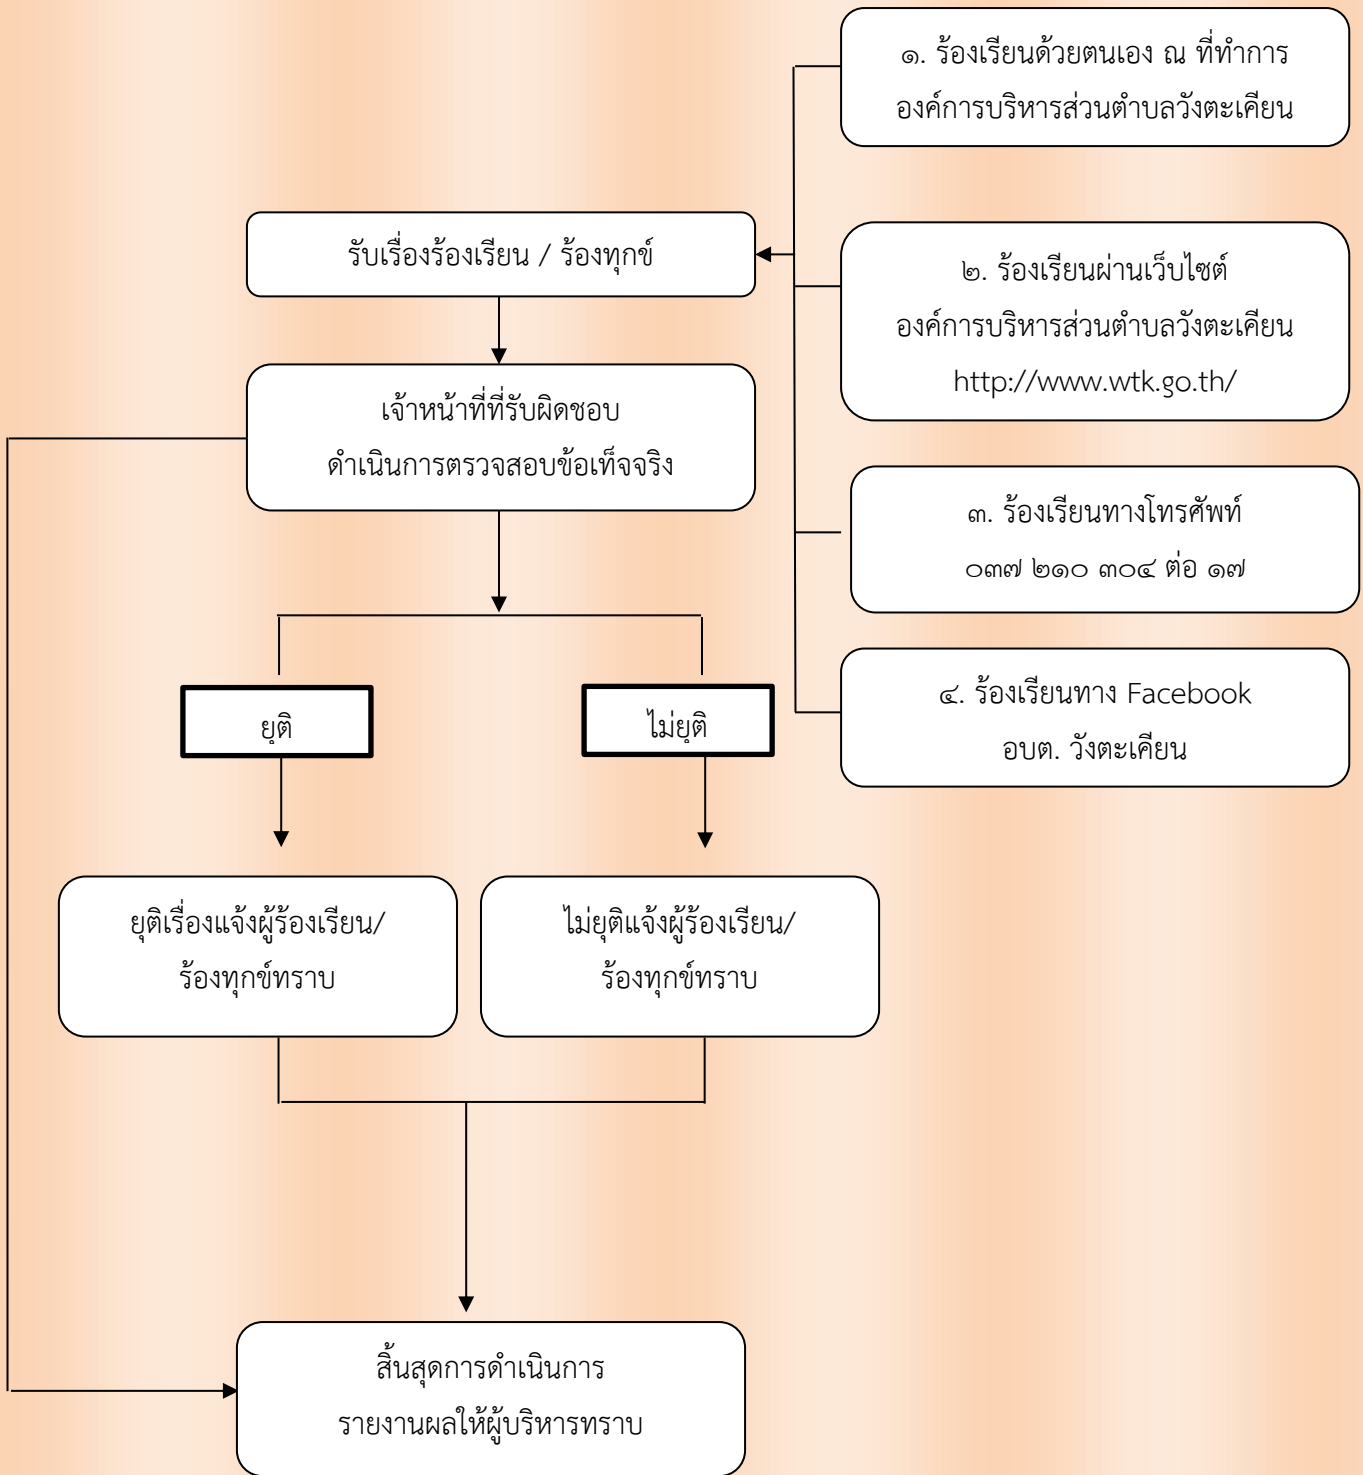 ๑. ร้องเรียนด้วยตนเอง ณ ที่ทำการ
องค์การบริหารส่วนตำบลวังตะเคียน
รับเรื่องร้องเรียน / ร้องทุกข์
๒. ร้องเรียนผ่านเว็บไซต์
องค์การบริหารส่วนตำบลวังตะเคียน
http://www.wtk.go.th/
เจ้าหน้าที่ที่รับผิดชอบ
ดำเนินการตรวจสอบข้อเท็จจริง
๓. ร้องเรียนทางโทรศัพท์
๐๓๗ ๒๑๐ ๓๐๔ ต่อ ๑๗
๔. ร้องเรียนทาง Facebook
อบต. วังตะเคียน
ยุติ
ไม่ยุติ
ยุติเรื่องแจ้งผู้ร้องเรียน/
ร้องทุกข์ทราบ
ไม่ยุติแจ้งผู้ร้องเรียน/
ร้องทุกข์ทราบ
สิ้นสุดการดำเนินการ
รายงานผลให้ผู้บริหารทราบ